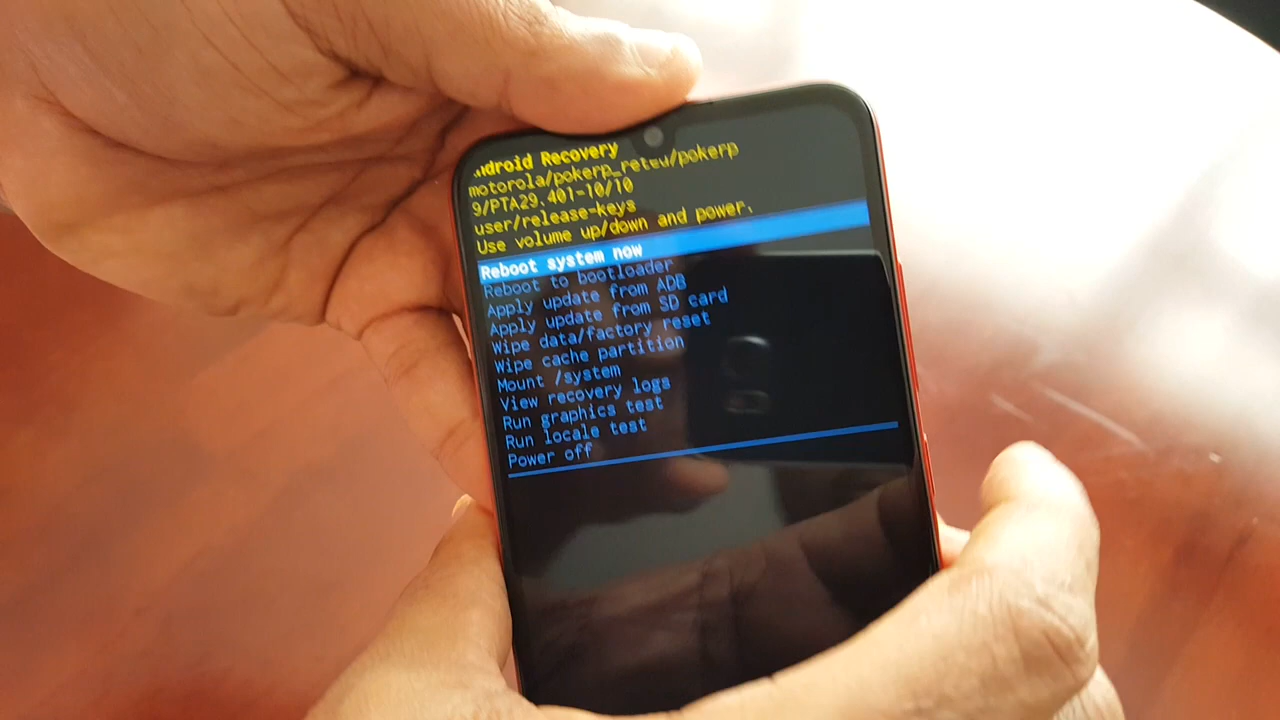 Android Recovery
motorola/pokerp_reteu/pokerp
9/PTA29.401-10/10
user/release-keys
Use volume up/down and power.
Reboot system now
Reboot to bootloader
Apply update from ADB
Apply update from SD card
Wipe data/factory reset
Wipe cache partition
Mount /system
View recovery logs
Run graphics test
Run locale test
Power off